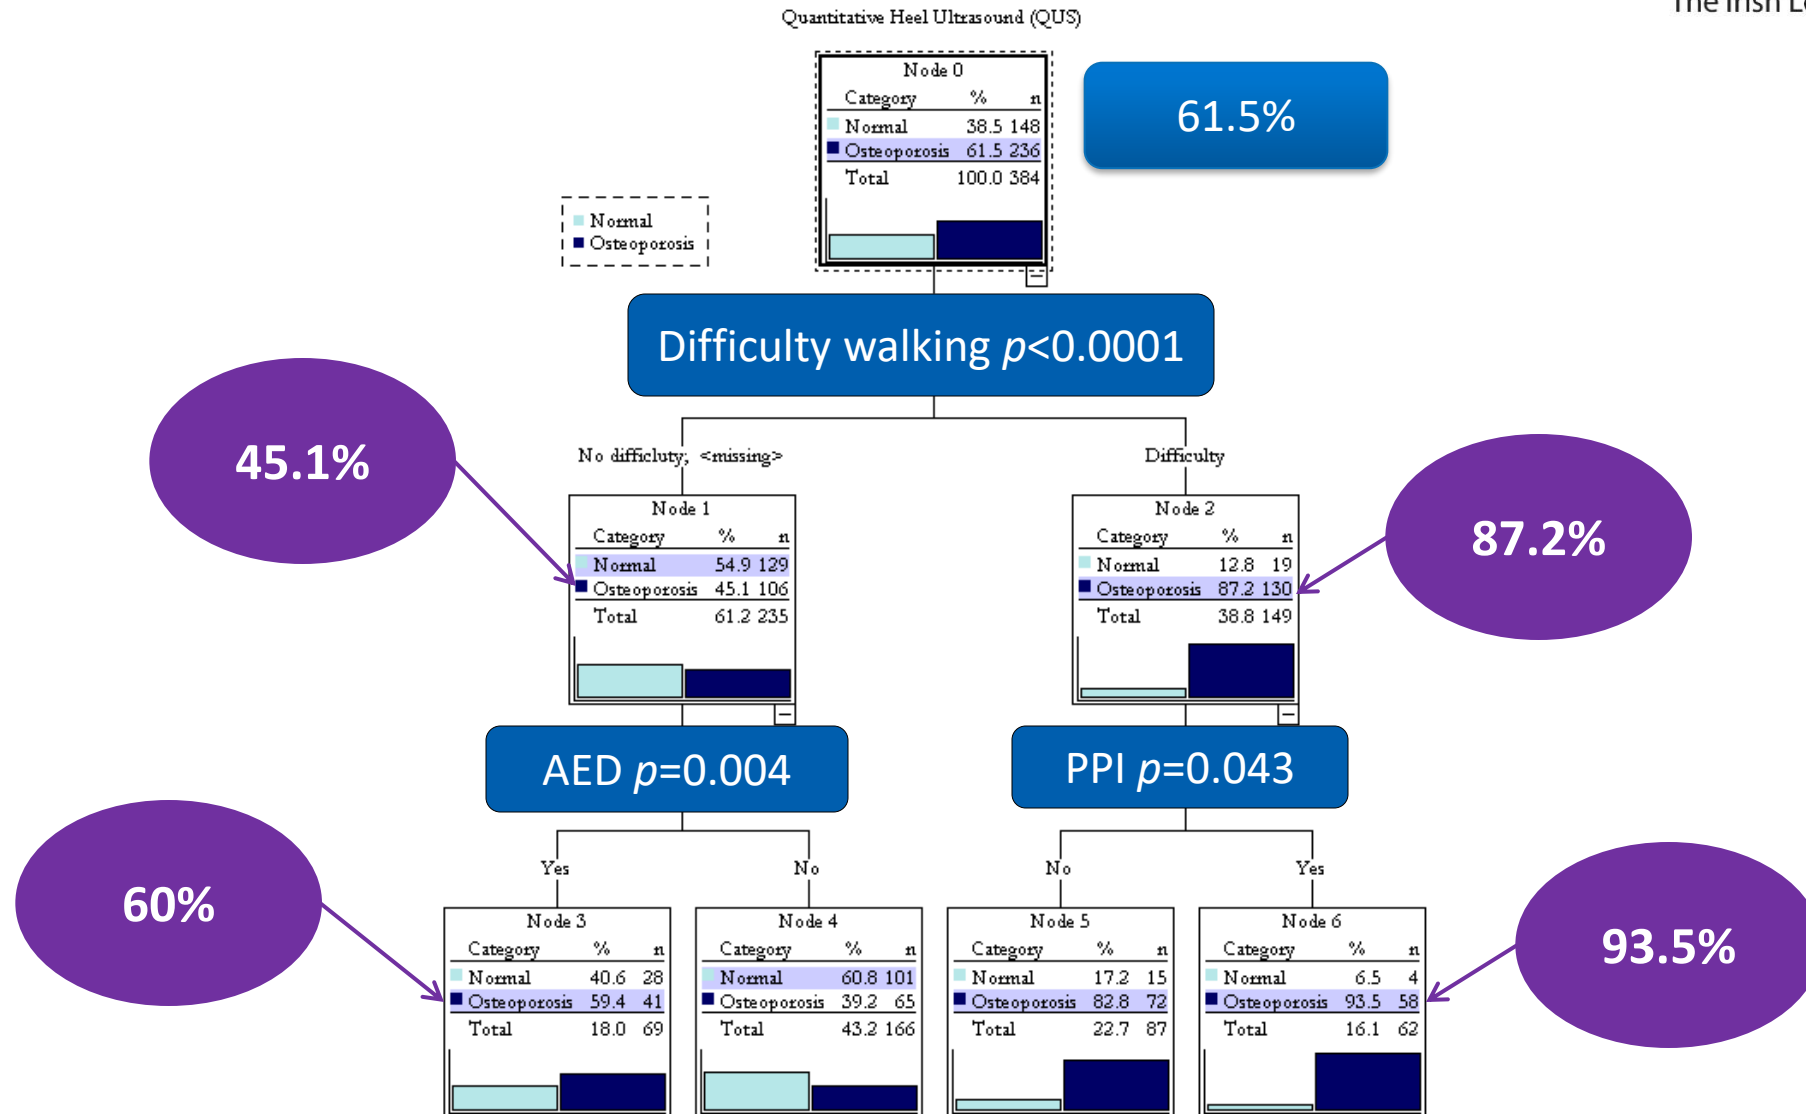 The Irish Lo
Quantitative Heel Ultrasound (QUS)
Node 0
Category % n
Normal 38.5 148
Osteoporosis 61.5 236
Total 100.0 384
61.5%
Normal
Osteoporosis
Difficulty walking p<0.0001
45.1%
No difficluty; <missing>
Difficulty
87.2%
Node 1
Category % n
Normal 54.9 129
Osteoporosis 45.1 106
Total 61.2 235
Node 2
Category % n
Normal 12.8 19
Osteoporosis 87.2 130
Total 38.8 149
AED p=0.004
PPI p=0.043
Yes
No
No
Yes
60%
93.5%
Node 3
Category % n
Normal 40.6 28
Osteoporosis 59.4 41
Total 18.0 69
Node 4
Category % n
Normal 60.8 101
Osteoporosis 39.2 65
Total 43.2 166
Node 5
Category % n
Normal 17.2 15
Osteoporosis 82.8 72
Total 22.7 87
Node 6
Category % n
Normal 6.5 4
Osteoporosis 93.5 58
Total 16.1 62